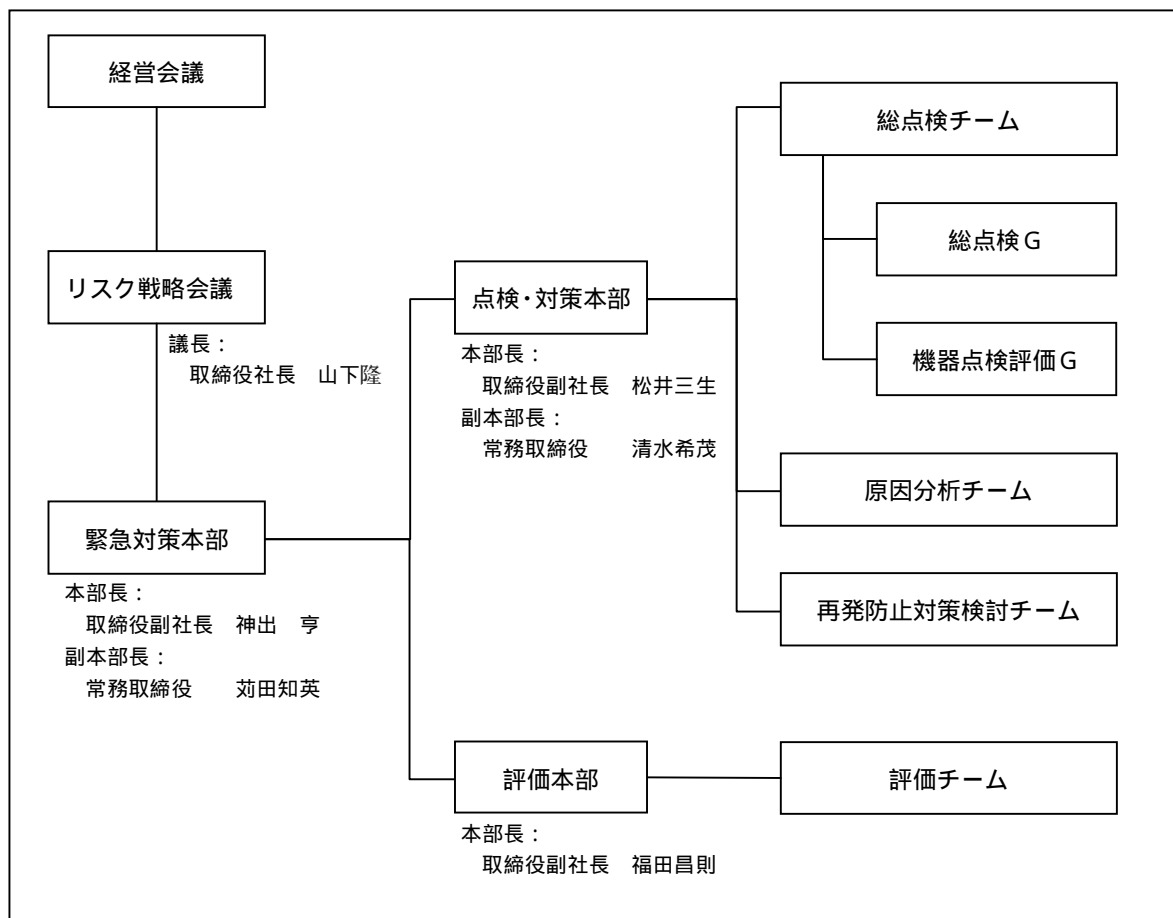 経営会議
リスク戦略会議
議長：
取締役社長　山下隆
緊急対策本部
本部長：
取締役副社長　神出　亨
副本部長：
常務取締役　　苅田知英
点検・対策本部
本部長：
取締役副社長　松井三生
副本部長：
常務取締役　　清水希茂
評価本部
本部長：
取締役副社長　福田昌則
総点検チーム
総点検Ｇ
機器点検評価Ｇ
原因分析チーム
再発防止対策検討チーム
評価チーム